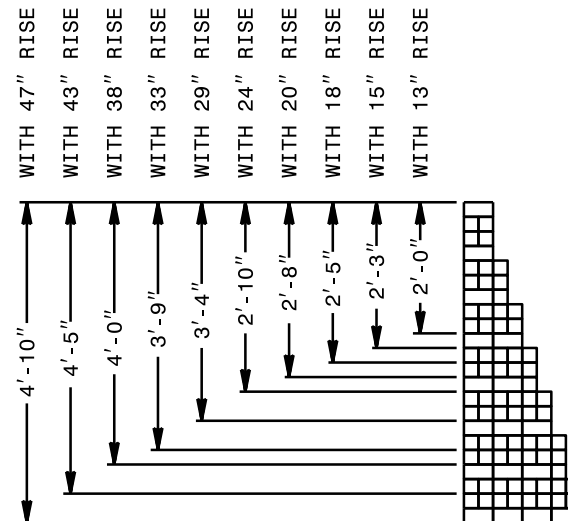 WITH 47" RISE
WITH 43" RISE
WITH 38" RISE
WITH 33" RISE
WITH 29" RISE
WITH 24" RISE
WITH 20" RISE
WITH 18" RISE
WITH 15" RISE
WITH 13" RISE
4'-10"
4'-5"
4'-0"
3'-9"
3'-4"
2'-10"
2'-8"
2'-5"
2'-3"
2'-0"